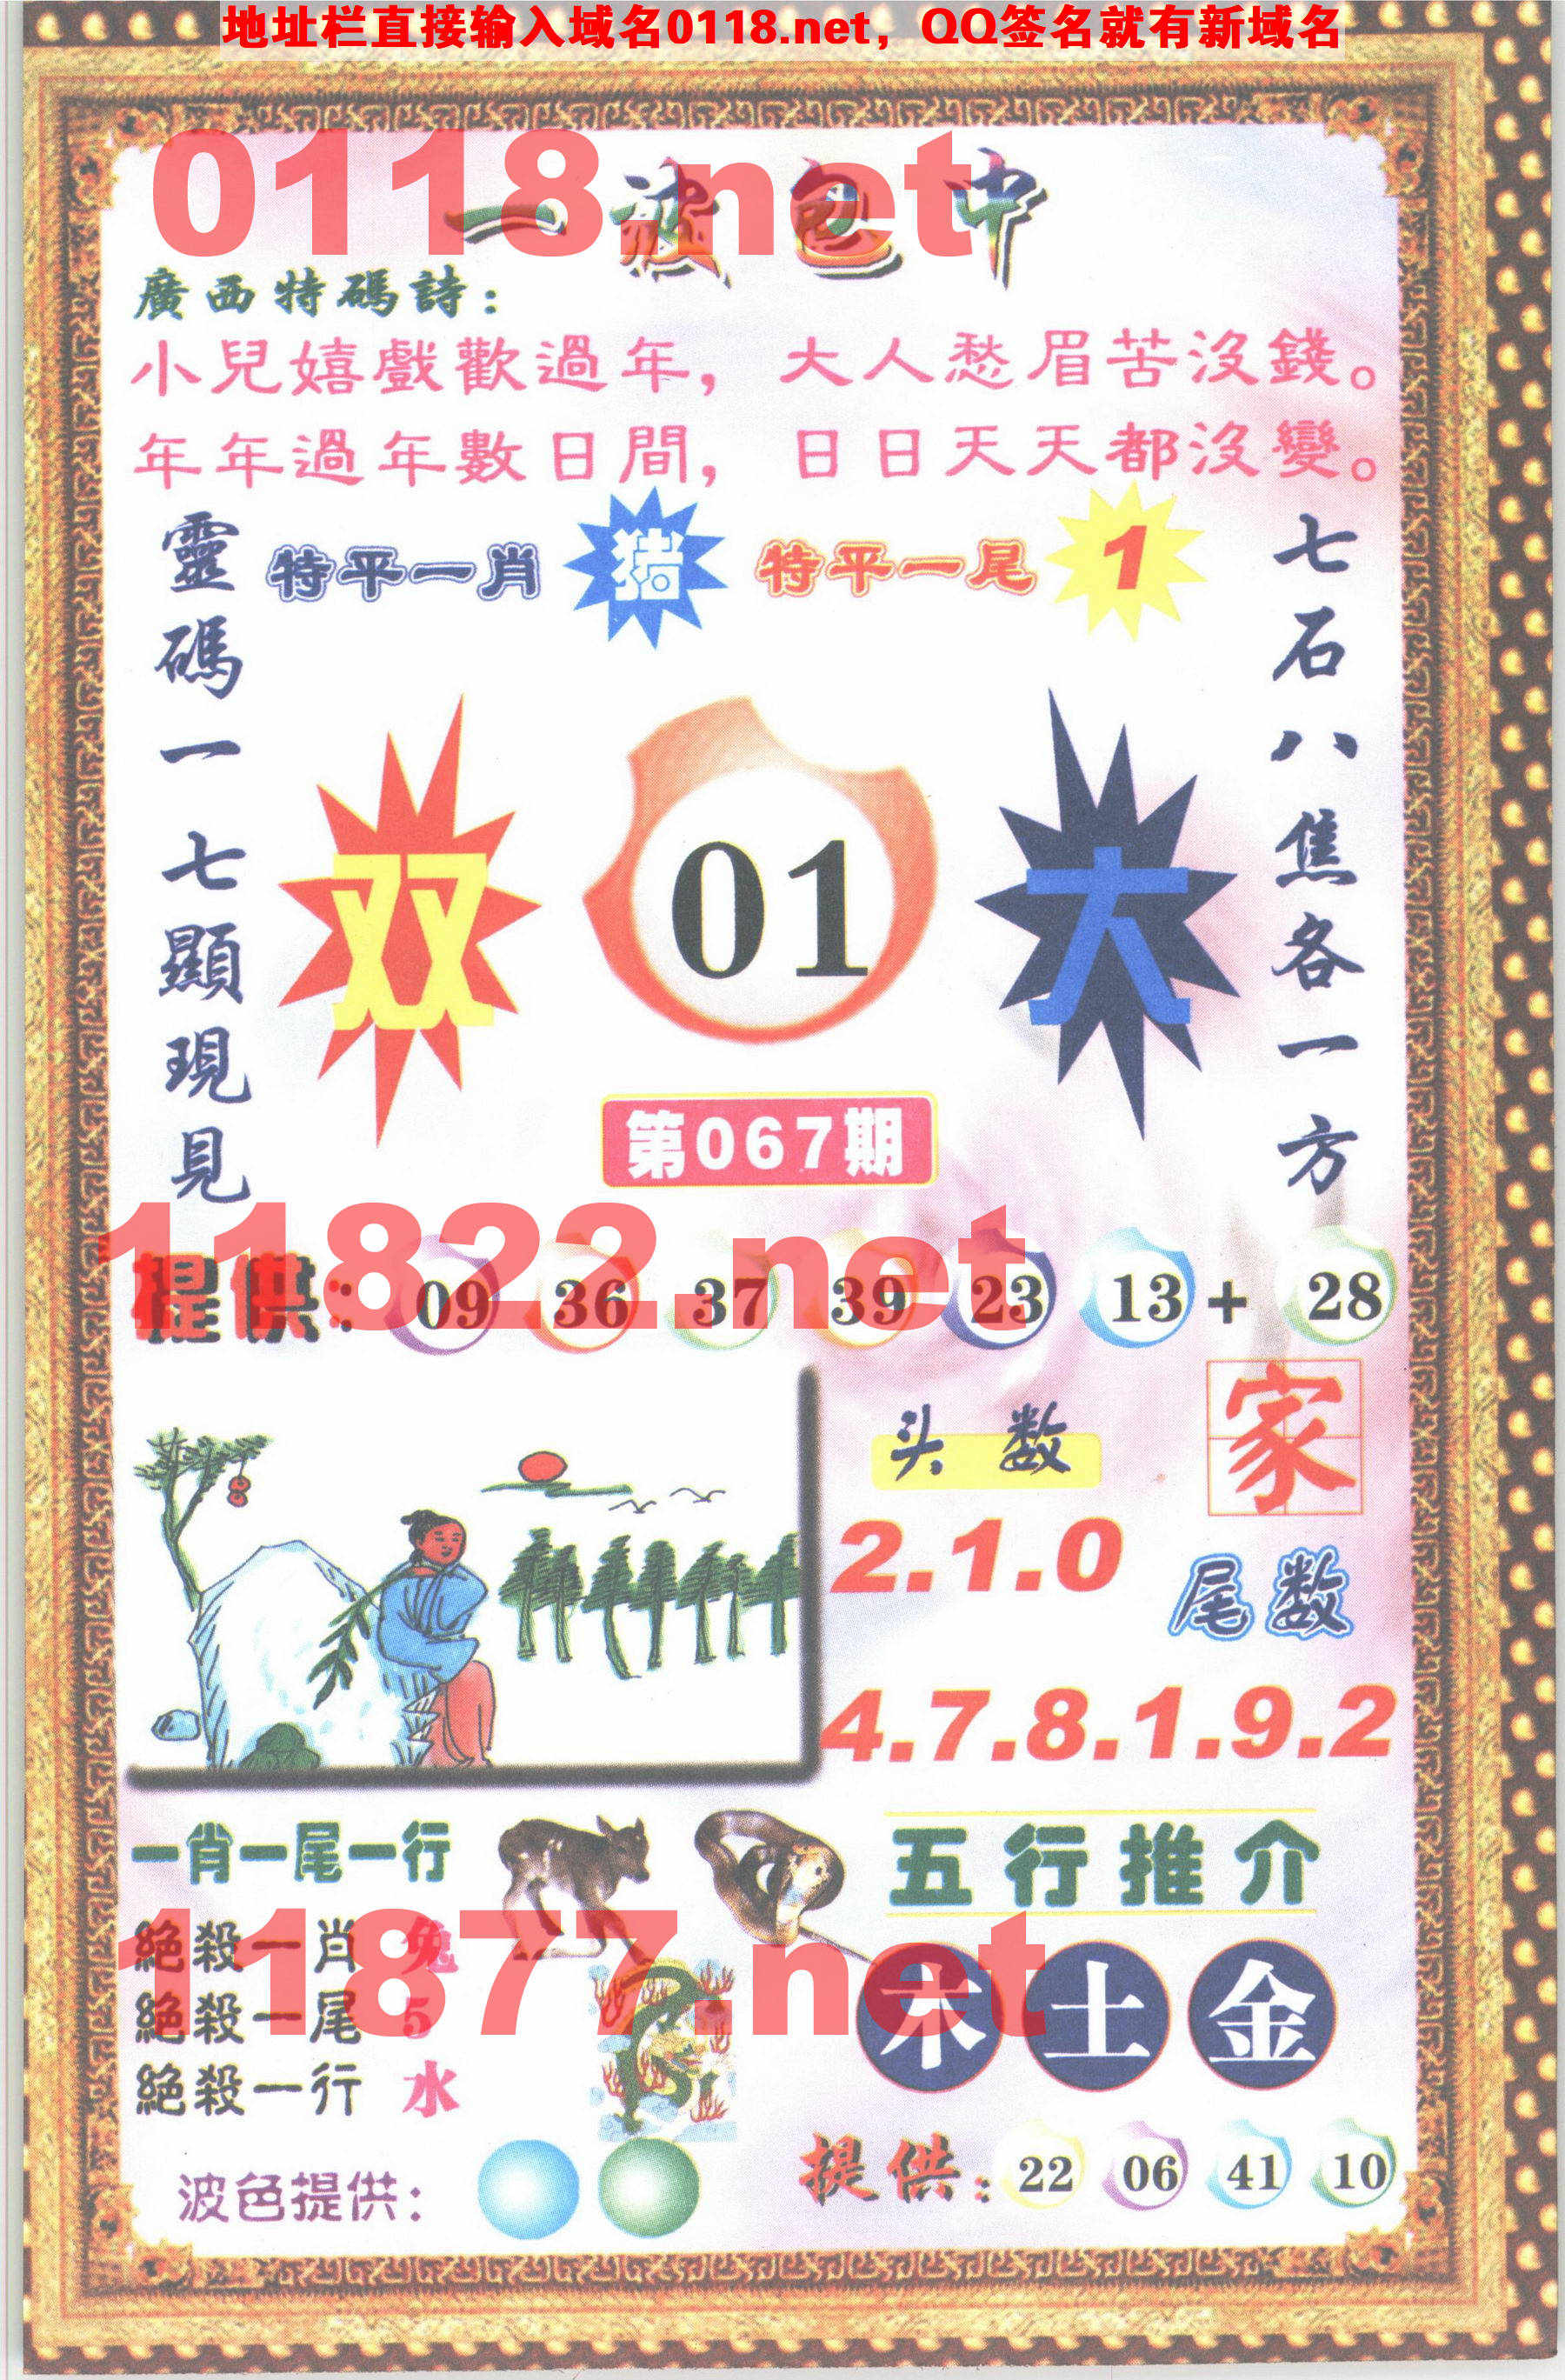 地址栏直接输入域名0118.net，QQ签名就有新域名
0118.net
一波包中
廣西特碼詩：
小兒嬉戲歡過年，大人愁眉苦沒錢。
年年過年數日間，日日天天都沒變。
靈碼一七顯現見
特平一肖 猪 特平一尾 1
七石八焦各一方
双 01 大
第067期
11822.net
提供：09 36 37 39 23 13 + 28
头数
家
2.1.0
尾数
4.7.8.1.9.2
一肖一尾一行
五行推介
11877.net
絕殺一肖 兔
絕殺一尾 5
絕殺一行 水
木 土 金
波色提供：
提供：22 06 41 10